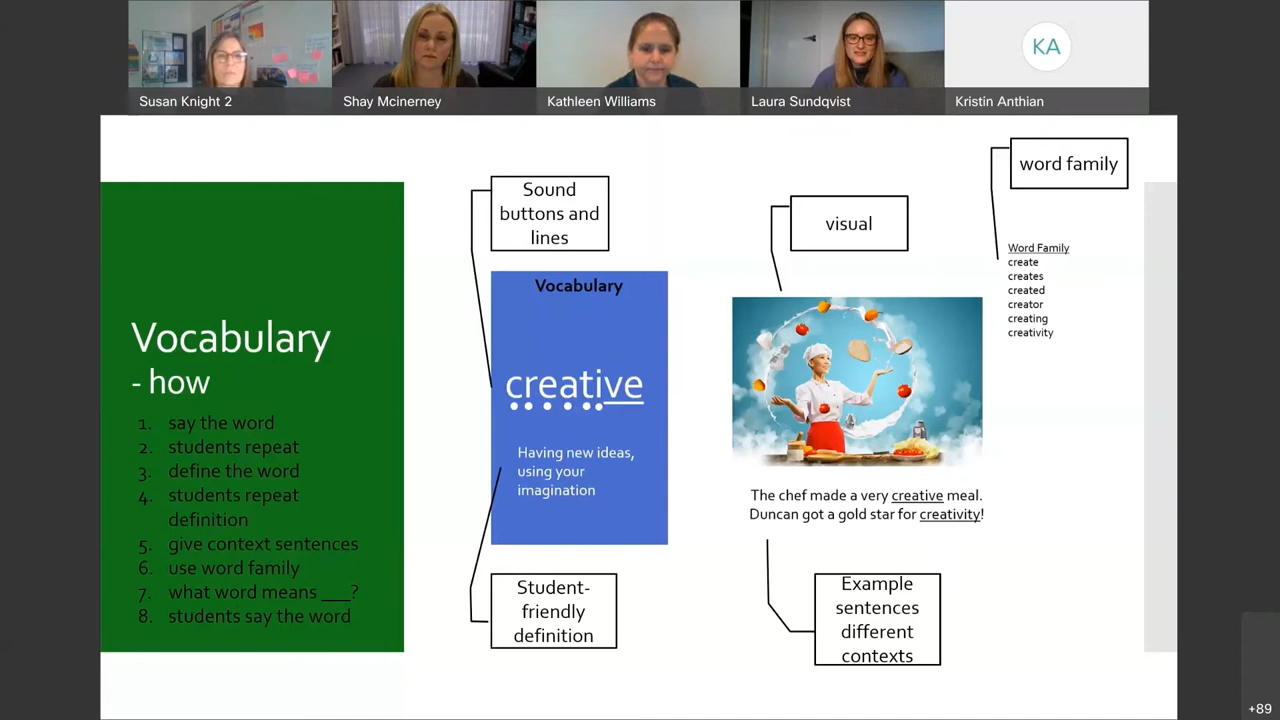 Susan Knight 2
Shay Mcinerney
Kathleen Williams
Laura Sundqvist
KA
Kristin Anthian
Vocabulary
- how
1. say the word
2. students repeat
3. define the word
4. students repeat
definition
5. give context sentences
6. use word family
7. what word means ___?
8. students say the word
Sound
buttons and
lines
Vocabulary
creative
Having new ideas,
using your
imagination
Student-
friendly
definition
visual
The chef made a very creative meal.
Duncan got a gold star for creativity!
Example
sentences
different
contexts
word family
Word Family
create
creates
created
creator
creating
creativity
+89